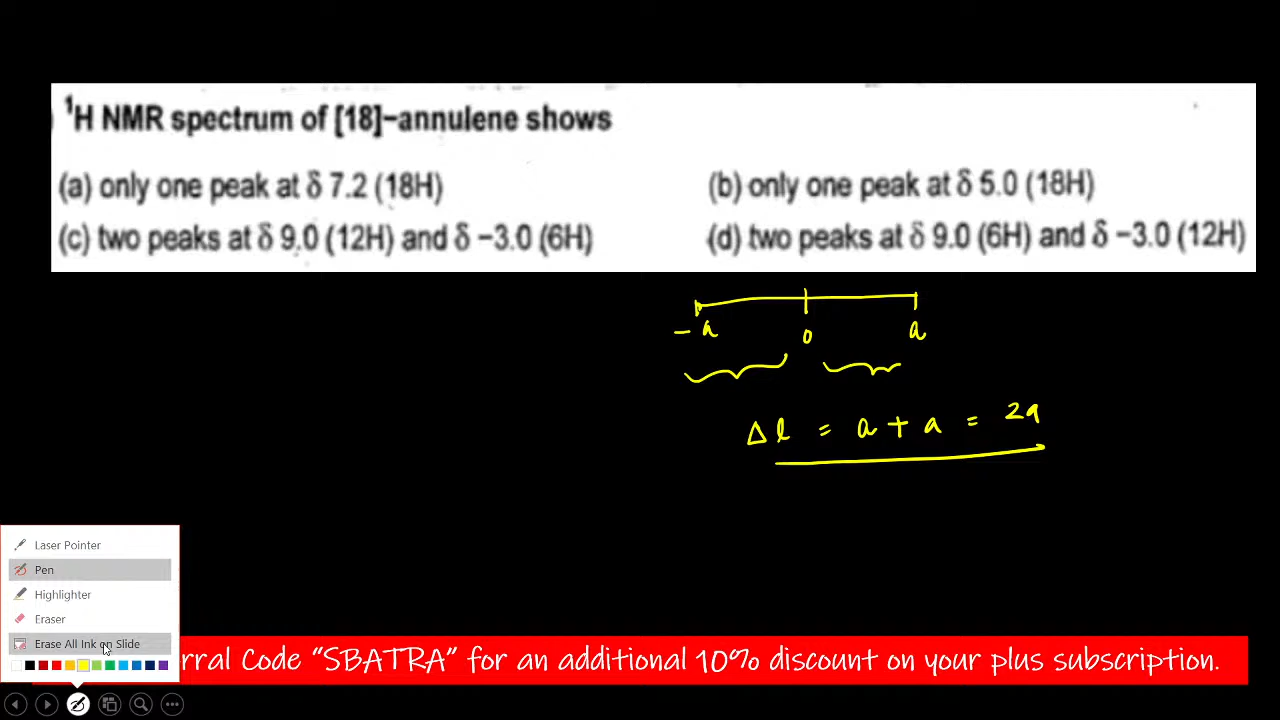 ¹H NMR spectrum of [18]−annulene shows
(a) only one peak at δ 7.2 (18H)
(b) only one peak at δ 5.0 (18H)
(c) two peaks at δ 9.0 (12H) and δ −3.0 (6H)
(d) two peaks at δ 9.0 (6H) and δ −3.0 (12H)
− a 0 a
Δl = a + a = 2a
Laser Pointer
Pen
Highlighter
Eraser
Erase All Ink on Slide
rral Code “SBATRA” for an additional 10% discount on your plus subscription.